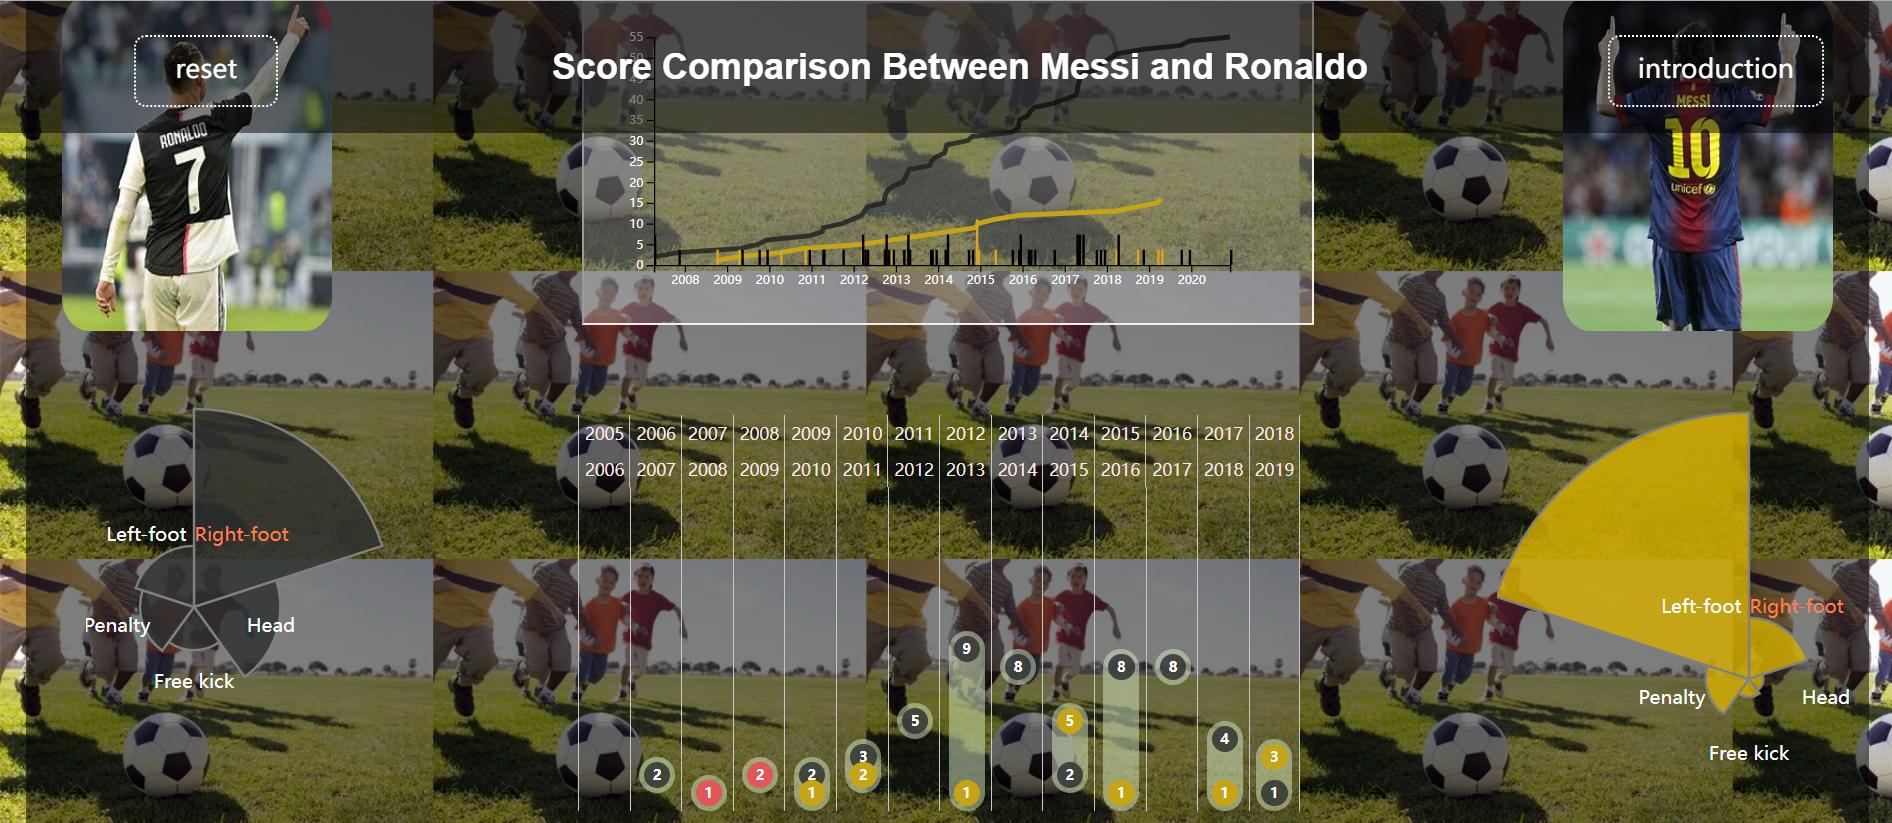 reset
Score Comparison Between Messi and Ronaldo
introduction
RONALDO
7
MESSI
10
unicef
55
40
35
30
25
20
15
10
5
0
2008 2009 2010 2011 2012 2013 2014 2015 2016 2017 2018 2019 2020
2005 2006 2007 2008 2009 2010 2011 2012 2013 2014 2015 2016 2017 2018
2006 2007 2008 2009 2010 2011 2012 2013 2014 2015 2016 2017 2018 2019
Left-foot Right-foot
Penalty Head
Free kick
9
8 8 8
5 5
4
3 3
2 2 2 2 2
1 1 1 1 1 1
Left-foot Right-foot
Penalty Head
Free kick